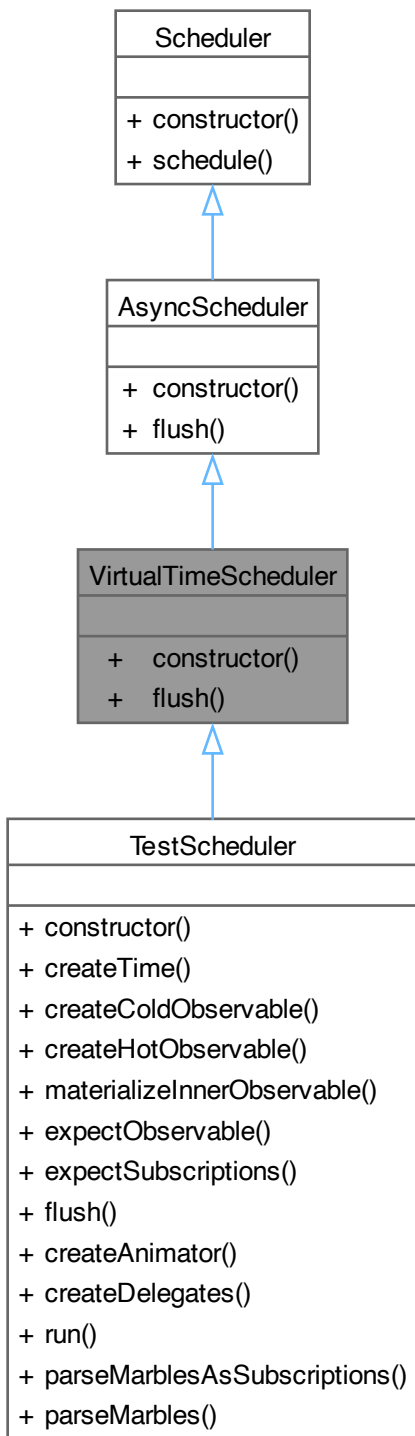 Scheduler
+ constructor()
+ schedule()
AsyncScheduler
+ constructor()
+ flush()
VirtualTimeScheduler
+ constructor()
+ flush()
TestScheduler
+ constructor()
+ createTime()
+ createColdObservable()
+ createHotObservable()
+ materializeInnerObservable()
+ expectObservable()
+ expectSubscriptions()
+ flush()
+ createAnimator()
+ createDelegates()
+ run()
+ parseMarblesAsSubscriptions()
+ parseMarbles()